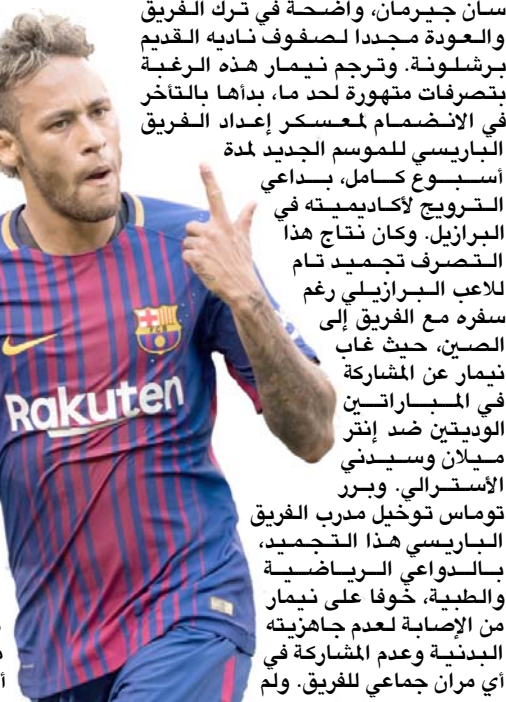 سان جيرمان، واضحة في ترك الفريق
والعودة مجددا لصفوف ناديه القديم
برشلونة. وترجم نيمار هذه الرغبة
بتصرفات متهورة لحد ما، بدأها بالتأخر
في الانضمام لمعسكر إعداد الفريق
الباريسي للموسم الجديد لمدة
أسبوع كامل، بداعي
الترويج لأكاديميته في
البرازيل. وكان نتاج هذا
التصرف تجميد تام
للاعب البرازيلي رغم
سفره مع الفريق إلى
الصين، حيث غاب
نيمار عن المشاركة
في المباراتين
الوديتين ضد إنتر
ميلان وسيدني
الأسترالي. وبرر
توماس توخيل مدرب الفريق
الباريسي هذا التجميد،
بالدواعي الرياضية
والطبية، خوفا على نيمار
من الإصابة لعدم جاهزيته
البدنية وعدم المشاركة في
أي مران جماعي للفريق. ولم
FCB
Rakuten